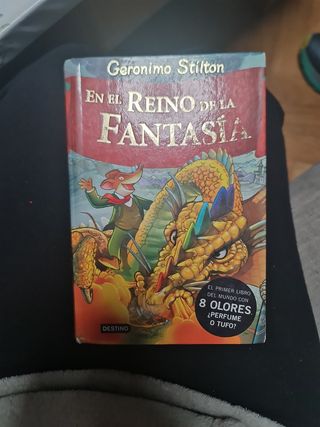 Geronimo Stilton
EN EL REINO DE LA
FANTASÍA
EL PRIMER LIBRO
DEL MUNDO CON
8 OLORES
¿PERFUME
O TUFO?
DESTINO